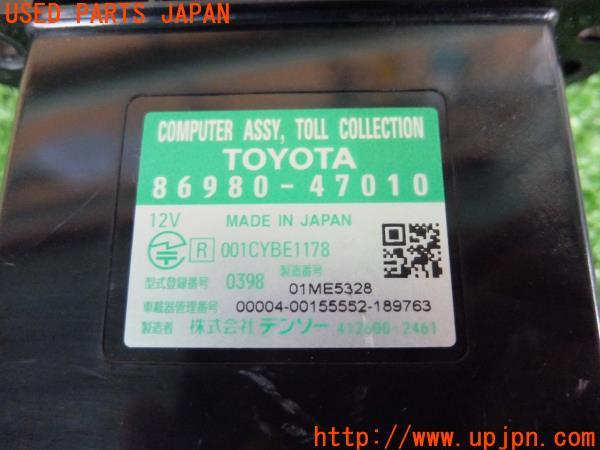 USED PARTS JAPAN
COMPUTER ASSY, TOLL COLLECTION
TOYOTA
86980-47010
12V MADE IN JAPAN
R 001CYBE1178
型式登録番号 0398 製造番号 01ME5328
車載器管理番号 00004-00155552-189763
製造者 株式会社 デンソー 412600-2461
UPJ
http://www.upjpn.com